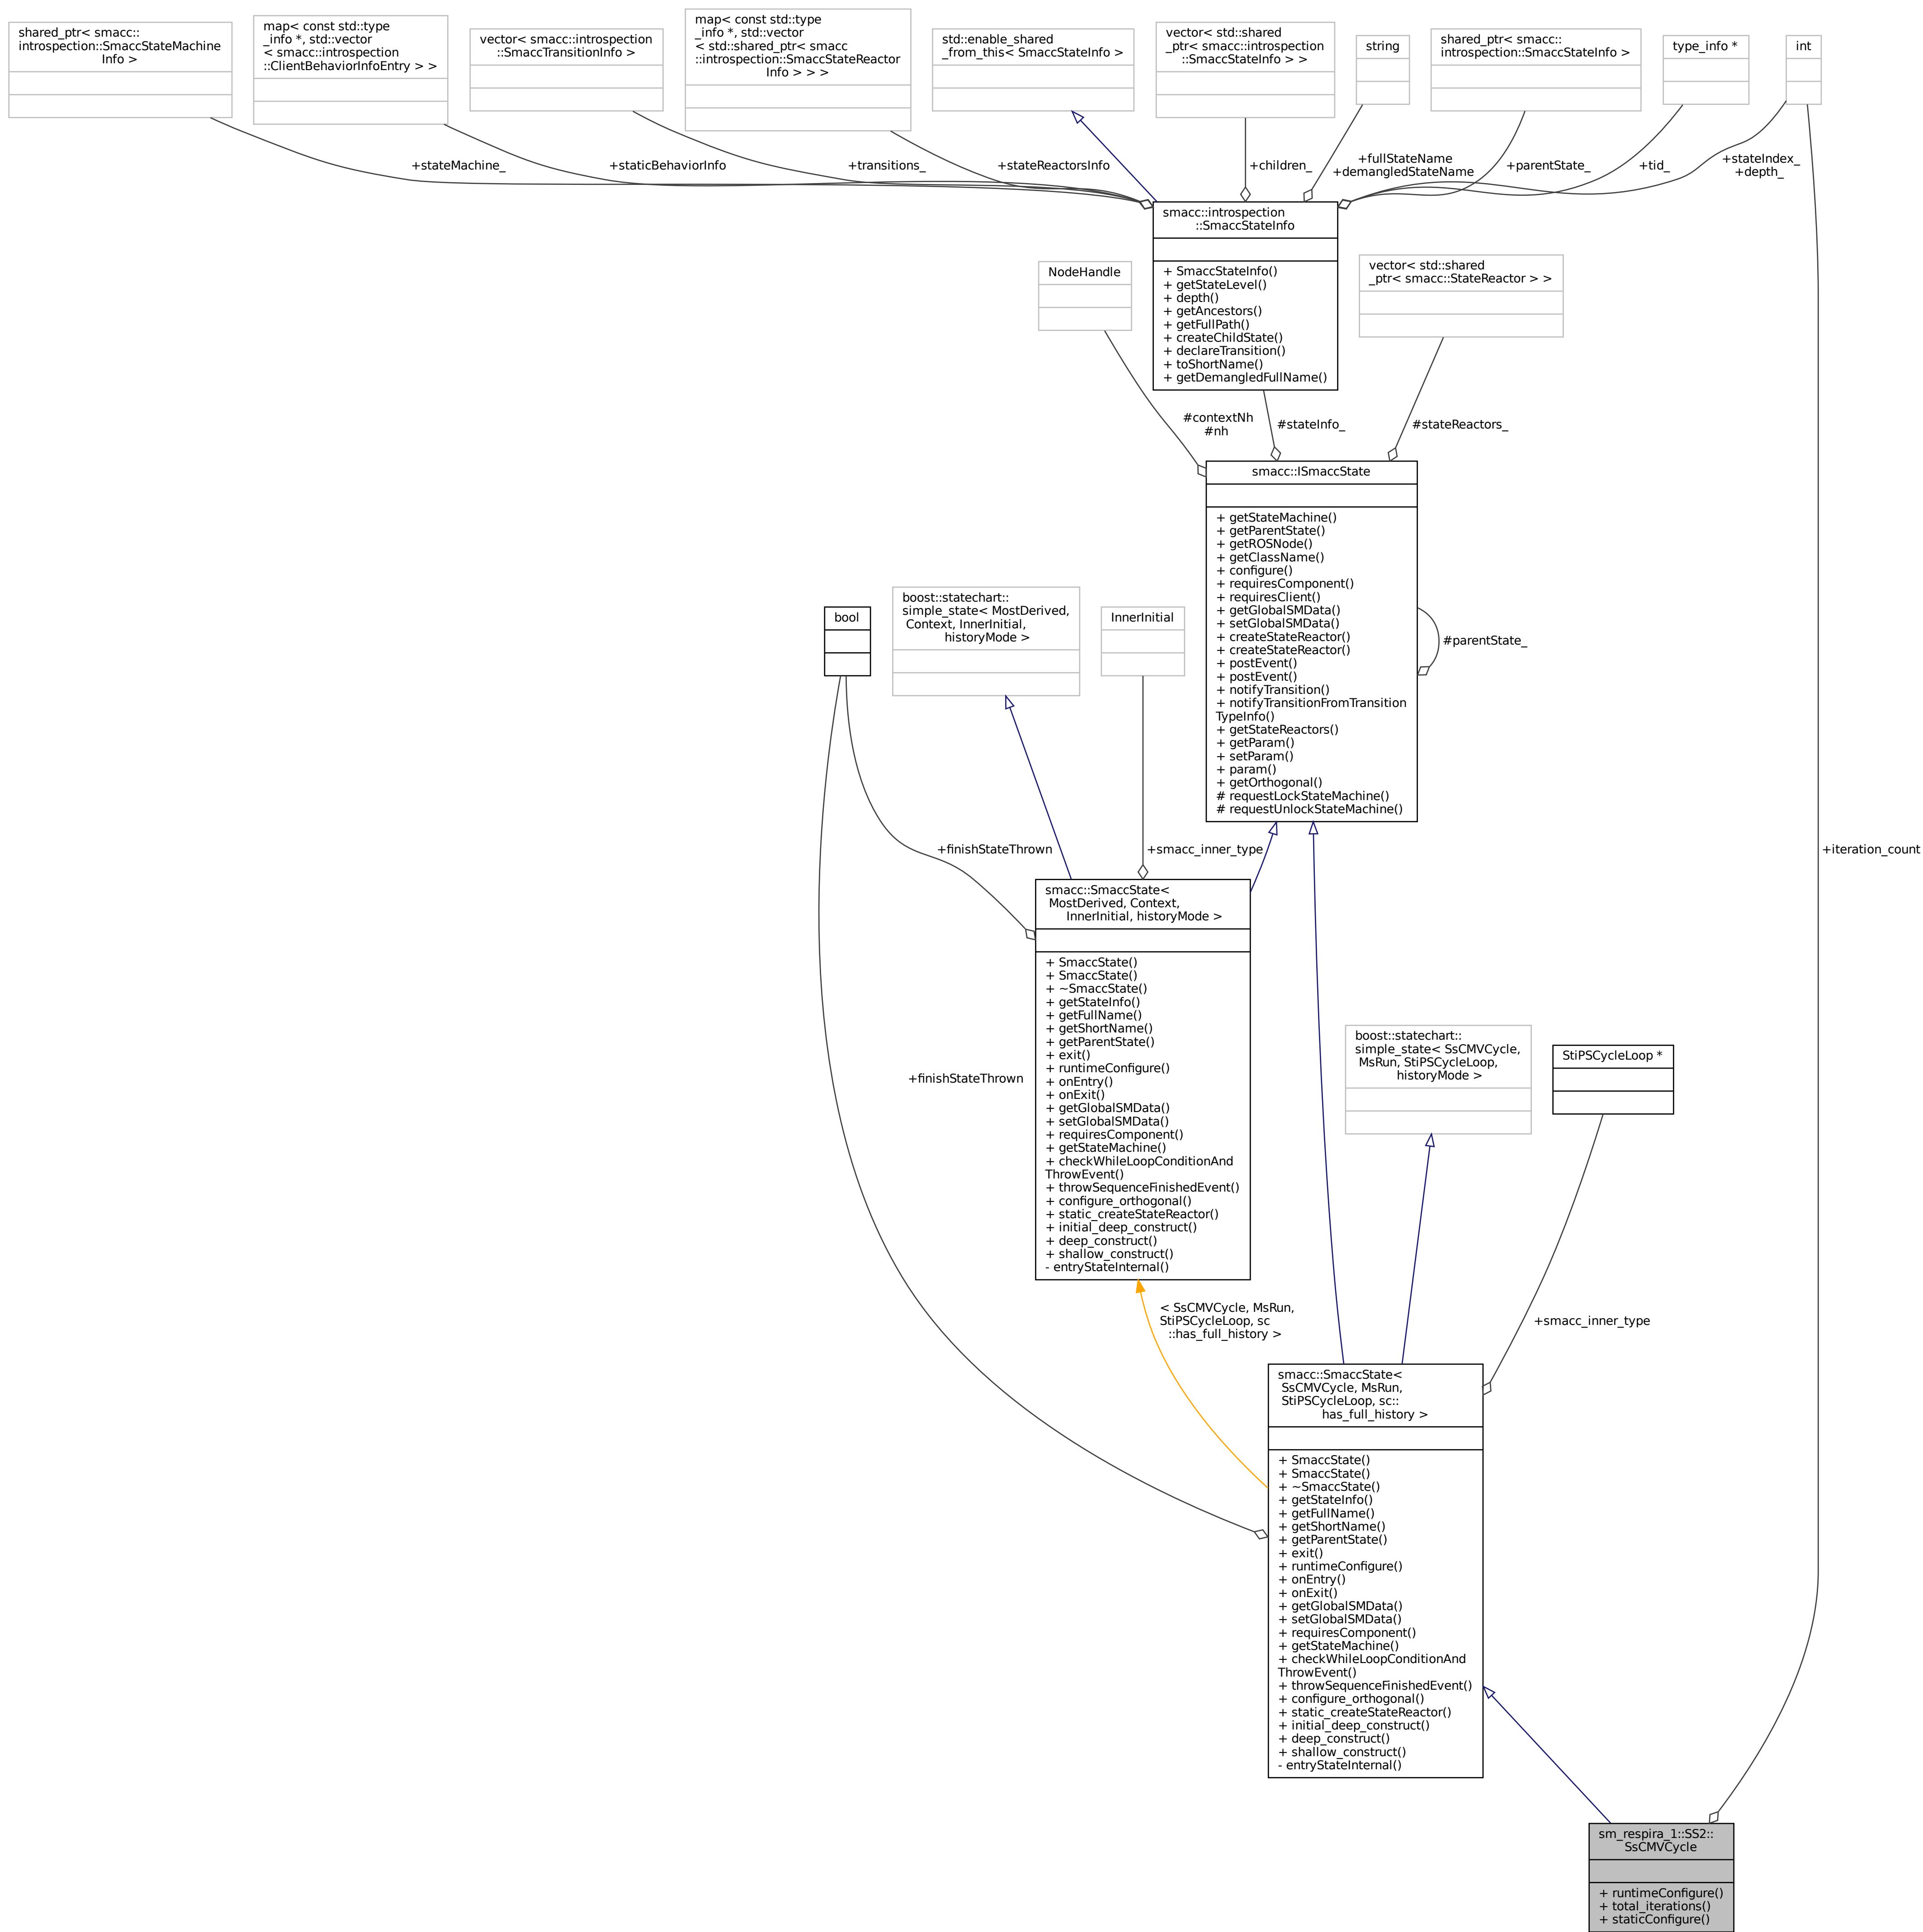 shared_ptr< smacc::
introspection::SmaccStateMachine
Info >
map< const std::type
_info *, std::vector
< smacc::introspection
::ClientBehaviorInfoEntry > >
vector< smacc::introspection
::SmaccTransitionInfo >
map< const std::type
_info *, std::vector
< std::shared_ptr< smacc
::introspection::SmaccStateReactor
Info > > >
std::enable_shared
_from_this< SmaccStateInfo >
vector< std::shared
_ptr< smacc::introspection
::SmaccStateInfo > >
string
shared_ptr< smacc::
introspection::SmaccStateInfo >
type_info *
int
+stateMachine_
+staticBehaviorInfo
+transitions_
+stateReactorsInfo
+children_
+fullStateName
+demangledStateName
+parentState_
+tid_
+stateIndex_
+depth_
smacc::introspection
::SmaccStateInfo
+ SmaccStateInfo()
+ getStateLevel()
+ depth()
+ getAncestors()
+ getFullPath()
+ createChildState()
+ declareTransition()
+ toShortName()
+ getDemangledFullName()
NodeHandle
vector< std::shared
_ptr< smacc::StateReactor > >
#contextNh
#nh
#stateInfo_
#stateReactors_
smacc::ISmaccState
+ getStateMachine()
+ getParentState()
+ getROSNode()
+ getClassName()
+ configure()
+ requiresComponent()
+ requiresClient()
+ getGlobalSMData()
+ setGlobalSMData()
+ createStateReactor()
+ createStateReactor()
+ postEvent()
+ postEvent()
+ notifyTransition()
+ notifyTransitionFromTransition
TypeInfo()
+ getStateReactors()
+ getParam()
+ setParam()
+ param()
+ getOrthogonal()
# requestLockStateMachine()
# requestUnlockStateMachine()
#parentState_
bool
boost::statechart::
simple_state< MostDerived,
Context, InnerInitial,
historyMode >
InnerInitial
+finishStateThrown
+smacc_inner_type
+iteration_count
smacc::SmaccState<
MostDerived, Context,
InnerInitial, historyMode >
+ SmaccState()
+ SmaccState()
+ ~SmaccState()
+ getStateInfo()
+ getFullName()
+ getShortName()
+ getParentState()
+ exit()
+ runtimeConfigure()
+ onEntry()
+ onExit()
+ getGlobalSMData()
+ setGlobalSMData()
+ requiresComponent()
+ getStateMachine()
+ checkWhileLoopConditionAnd
ThrowEvent()
+ throwSequenceFinishedEvent()
+ configure_orthogonal()
+ static_createStateReactor()
+ initial_deep_construct()
+ deep_construct()
+ shallow_construct()
- entryStateInternal()
+finishStateThrown
boost::statechart::
simple_state< SsCMVCycle,
MsRun, StiPSCycleLoop,
historyMode >
StiPSCycleLoop *
< SsCMVCycle, MsRun,
StiPSCycleLoop, sc
::has_full_history >
+smacc_inner_type
smacc::SmaccState<
SsCMVCycle, MsRun,
StiPSCycleLoop, sc::
has_full_history >
+ SmaccState()
+ SmaccState()
+ ~SmaccState()
+ getStateInfo()
+ getFullName()
+ getShortName()
+ getParentState()
+ exit()
+ runtimeConfigure()
+ onEntry()
+ onExit()
+ getGlobalSMData()
+ setGlobalSMData()
+ requiresComponent()
+ getStateMachine()
+ checkWhileLoopConditionAnd
ThrowEvent()
+ throwSequenceFinishedEvent()
+ configure_orthogonal()
+ static_createStateReactor()
+ initial_deep_construct()
+ deep_construct()
+ shallow_construct()
- entryStateInternal()
sm_respira_1::SS2::
SsCMVCycle
+ runtimeConfigure()
+ total_iterations()
+ staticConfigure()